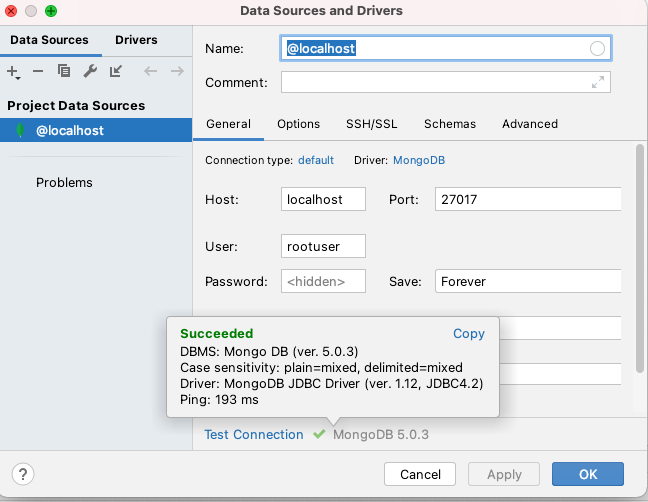 Data Sources and Drivers
Data Sources Drivers
Project Data Sources
@localhost
Problems
Name: @localhost
Comment:
General Options SSH/SSL Schemas Advanced
Connection type: default Driver: MongoDB
Host: localhost Port: 27017
User: rootuser
Password: <hidden> Save: Forever
Succeeded Copy
DBMS: Mongo DB (ver. 5.0.3)
Case sensitivity: plain=mixed, delimited=mixed
Driver: MongoDB JDBC Driver (ver. 1.12, JDBC4.2)
Ping: 193 ms
Test Connection MongoDB 5.0.3
? Cancel Apply OK